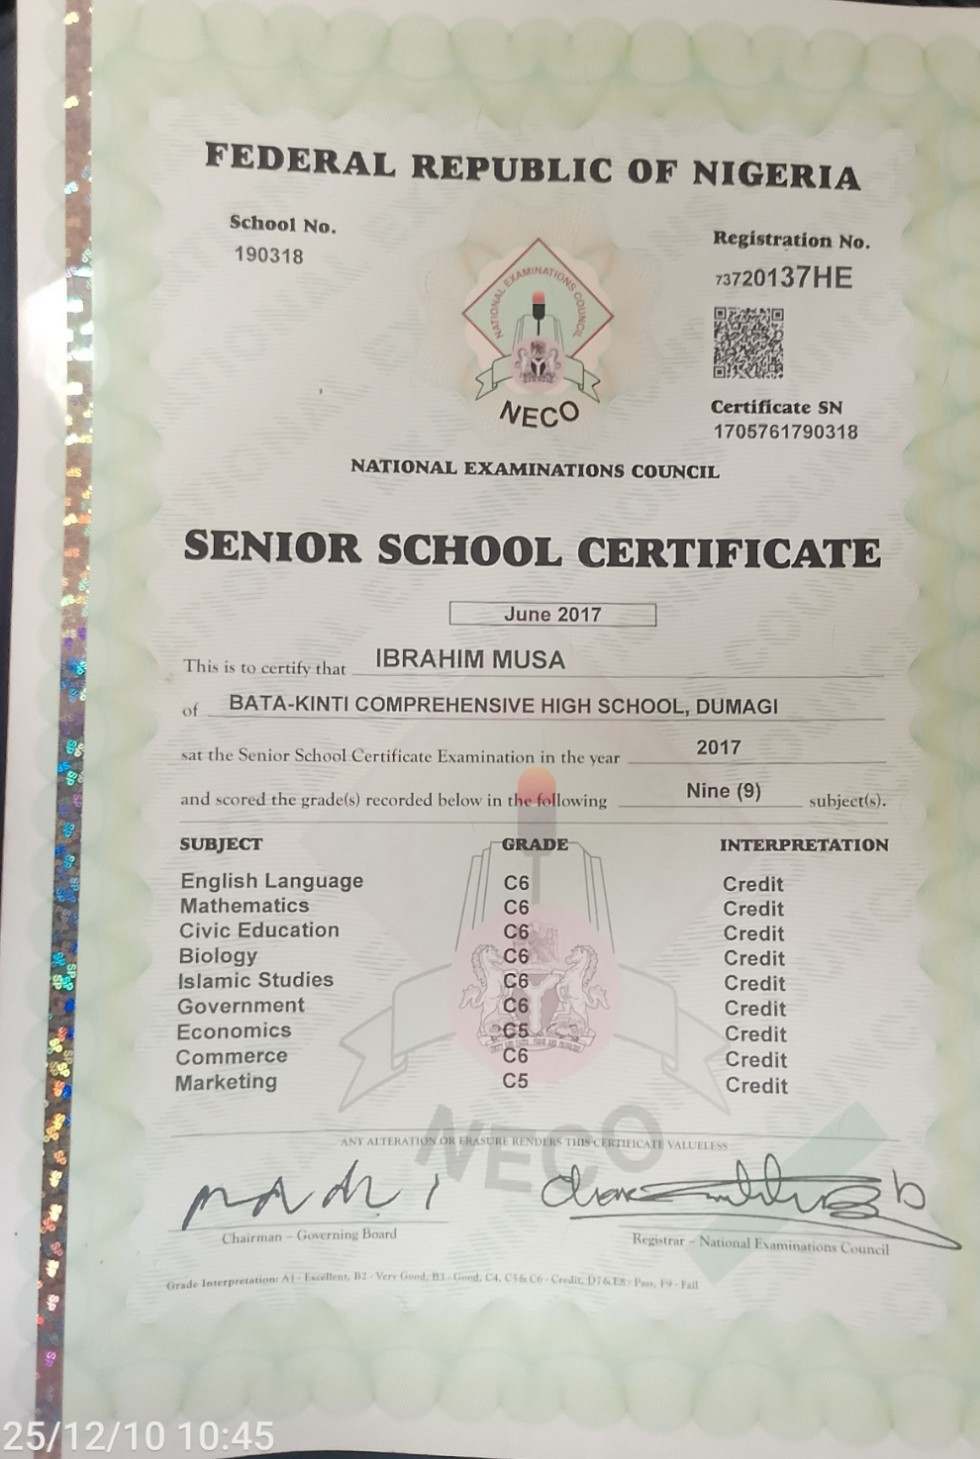 FEDERAL REPUBLIC OF NIGERIA
School No.
190318
Registration No.
73720137HE
NATIONAL EXAMINATIONS COUNCIL
NECO
Certificate SN
1705761790318
NATIONAL EXAMINATIONS COUNCIL
SENIOR SCHOOL CERTIFICATE
June 2017
This is to certify that IBRAHIM MUSA
of BATA-KINTI COMPREHENSIVE HIGH SCHOOL, DUMAGI
sat the Senior School Certificate Examination in the year 2017
and scored the grade(s) recorded below in the following Nine (9) subject(s).
SUBJECT GRADE INTERPRETATION
English Language C6 Credit
Mathematics C6 Credit
Civic Education C6 Credit
Biology C6 Credit
Islamic Studies C6 Credit
Government C6 Credit
Economics C5 Credit
Commerce C6 Credit
Marketing C5 Credit
NECO
ANY ALTERATION OR ERASURE RENDERS THIS CERTIFICATE VALUELESS
Chairman – Governing Board
Registrar – National Examinations Council
Grade Interpretation: A1 - Excellent, B2 - Very Good, B3 - Good, C4, C5 & C6 - Credit, D7 & E8 - Pass, F9 - Fail
25/12/10 10:45